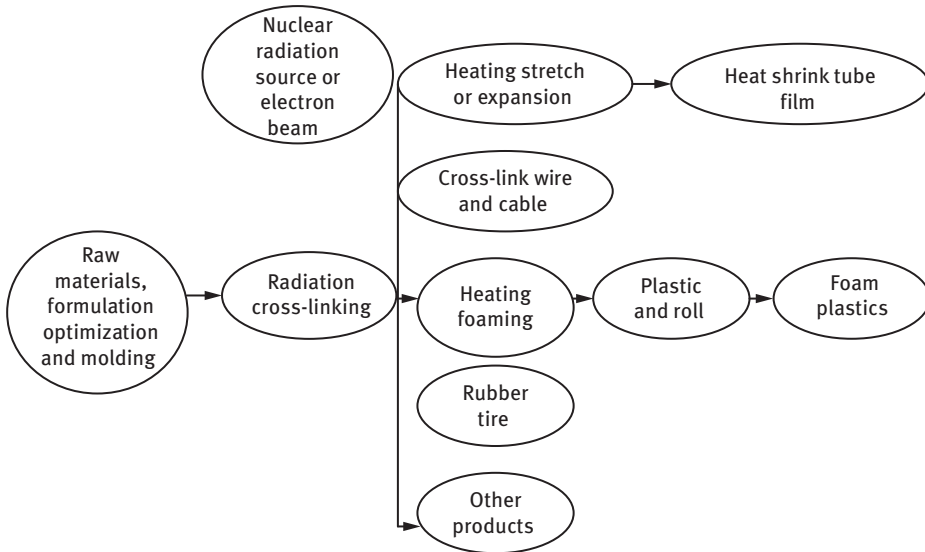 Nuclear
radiation
source or
electron
beam
Heating stretch
or expansion
Heat shrink tube
film
Cross-link wire
and cable
Raw
materials,
formulation
optimization
and molding
Radiation
cross-linking
Heating
foaming
Plastic
and roll
Foam
plastics
Rubber
tire
Other
products